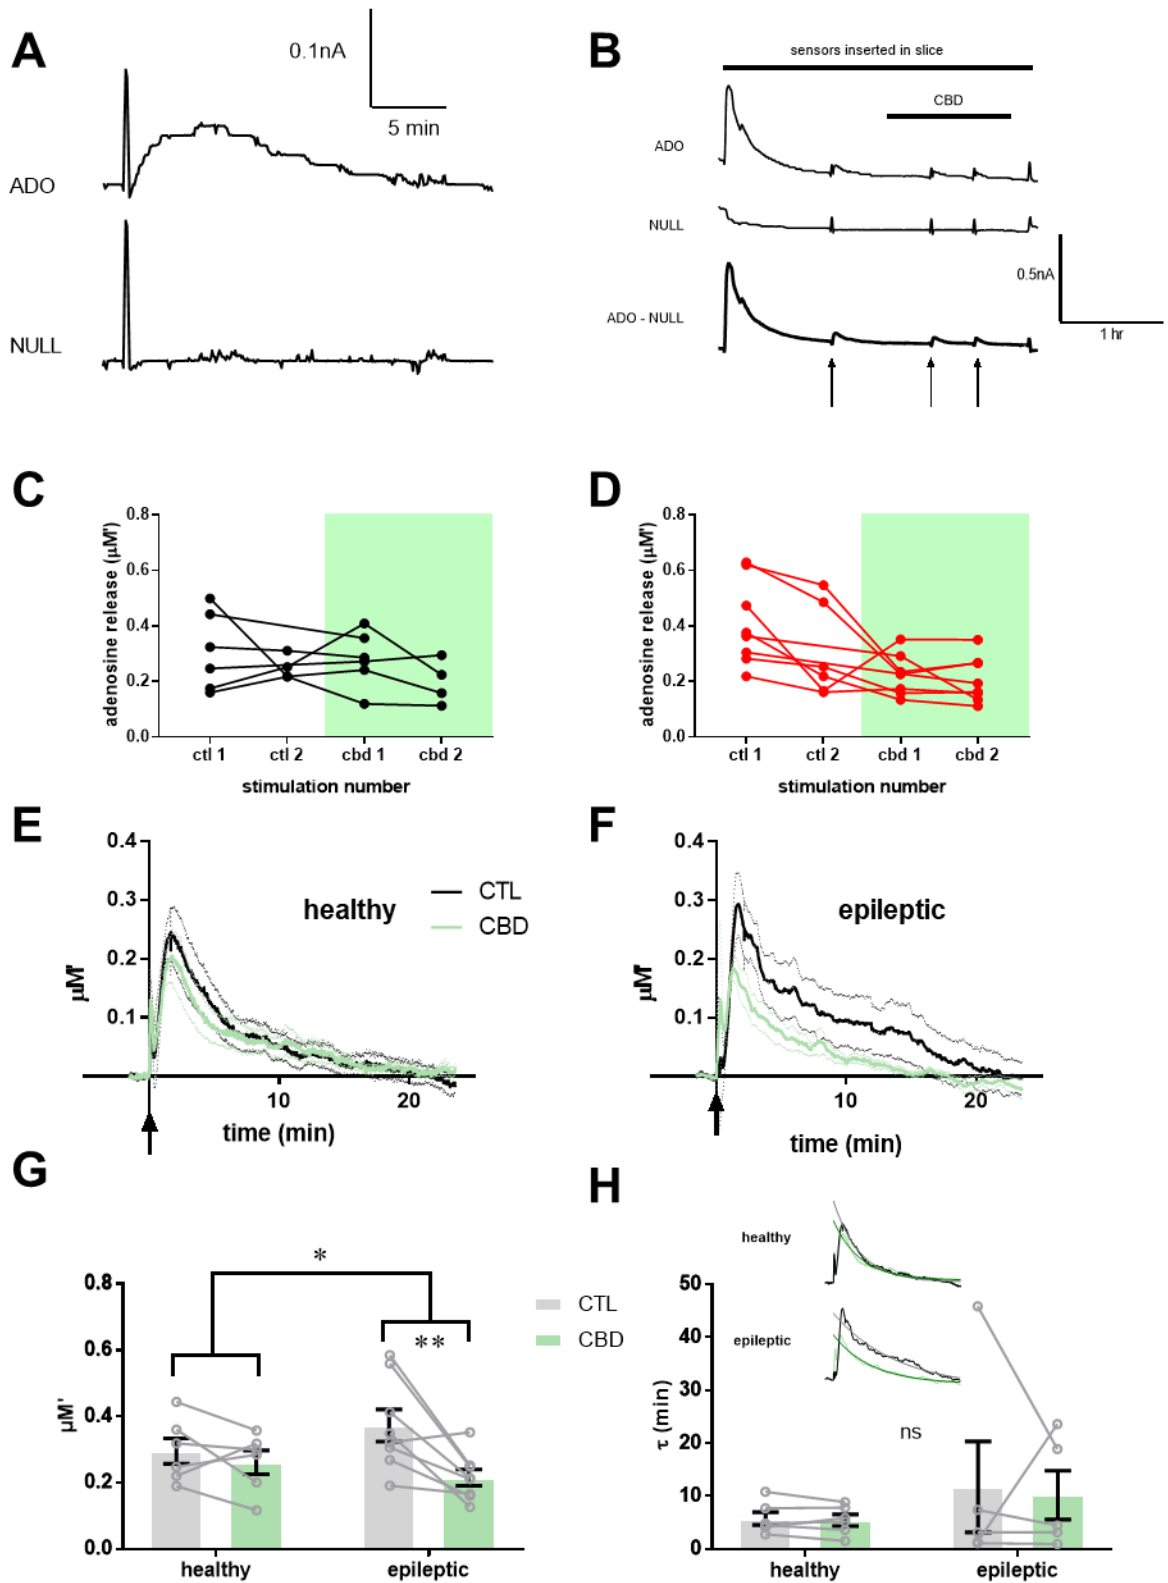 A
0.1nA
5 min
ADO
NULL
B
sensors inserted in slice
CBD
ADO
NULL
0.5nA
ADO - NULL
1 hr
C
adenosine release (µM')
0.8
0.6
0.4
0.2
0.0
ctl 1 ctl 2 cbd 1 cbd 2
stimulation number
D
adenosine release (µM')
0.8
0.6
0.4
0.2
0.0
ctl 1 ctl 2 cbd 1 cbd 2
stimulation number
E
0.4
0.3
0.2
0.1
µM'
healthy
CTL
CBD
10 20
time (min)
F
0.4
0.3
0.2
0.1
µM'
epileptic
10 20
time (min)
G
*
**
0.8
0.6
0.4
0.2
0.0
µM'
CTL
CBD
healthy epileptic
H
healthy
epileptic
50
40
30
20
10
0
τ (min)
ns
healthy epileptic